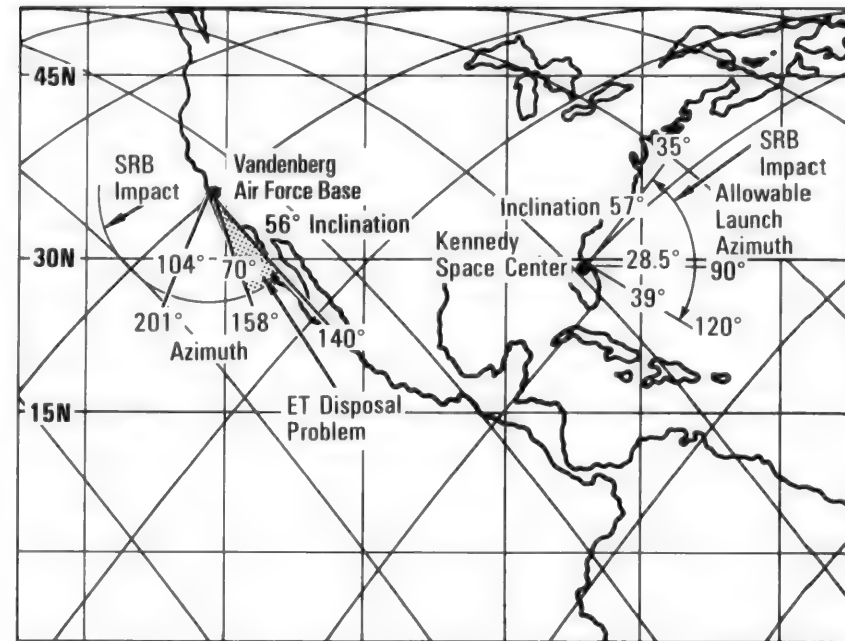 45N
SRB
Impact
Vandenberg
Air Force Base
56° Inclination
35°
SRB
Impact
Allowable
Launch
Azimuth
Inclination 57°
Kennedy
Space Center
30N
104°
70°
28.5°
90°
39°
120°
201°
158°
140°
Azimuth
ET Disposal
Problem
15N